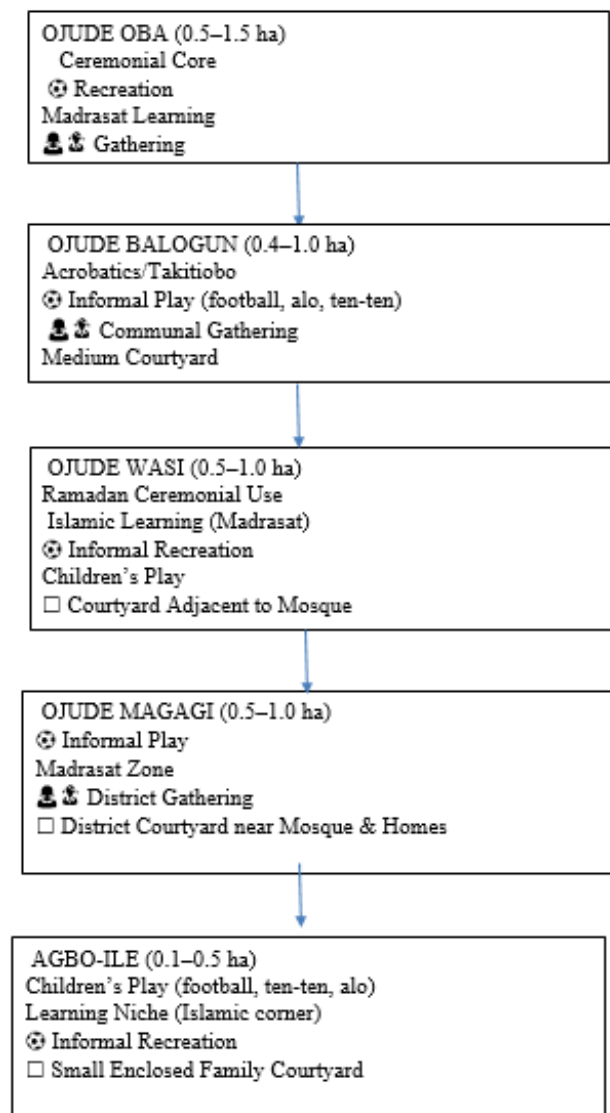 OJUDE OBA (0.5–1.5 ha)
Ceremonial Core
⚽ Recreation
Madrasat Learning
Gathering
OJUDE BALOGUN (0.4–1.0 ha)
Acrobatics/Takitiobo
⚽ Informal Play (football, alo, ten-ten)
Communal Gathering
Medium Courtyard
OJUDE WASI (0.5–1.0 ha)
Ramadan Ceremonial Use
Islamic Learning (Madrasat)
⚽ Informal Recreation
Children’s Play
☐ Courtyard Adjacent to Mosque
OJUDE MAGAGI (0.5–1.0 ha)
⚽ Informal Play
Madrasat Zone
District Gathering
☐ District Courtyard near Mosque & Homes
AGBO-ILE (0.1–0.5 ha)
Children’s Play (football, ten-ten, alo)
Learning Niche (Islamic corner)
⚽ Informal Recreation
☐ Small Enclosed Family Courtyard